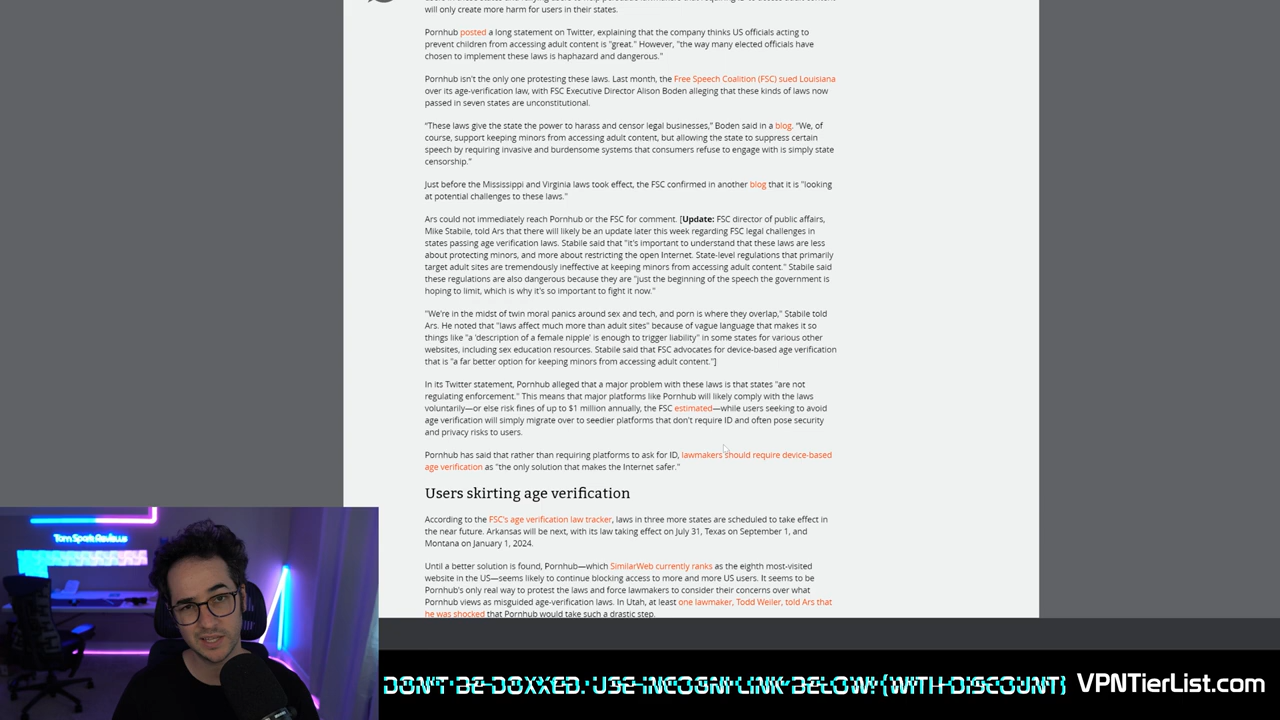 will only create more harm for users in their states.
Pornhub posted a long statement on Twitter, explaining that the company thinks US officials acting to
prevent children from accessing adult content is "great." However, "the way many elected officials have
chosen to implement these laws is haphazard and dangerous."
Pornhub isn't the only one protesting these laws. Last month, the Free Speech Coalition (FSC) sued Louisiana
over its age-verification law, with FSC Executive Director Alison Boden alleging that these kinds of laws now
passed in seven states are unconstitutional.
"These laws give the state the power to harass and censor legal businesses," Boden said in a blog. "We, of
course, support keeping minors from accessing adult content, but allowing the state to suppress certain
speech by requiring invasive and burdensome systems that consumers refuse to engage with is simply state
censorship."
Just before the Mississippi and Virginia laws took effect, the FSC confirmed in another blog that it is "looking
at potential challenges to these laws."
Ars could not immediately reach Pornhub or the FSC for comment. [Update: FSC director of public affairs,
Mike Stabile, told Ars that there will likely be an update later this week regarding FSC legal challenges in
states passing age verification laws. Stabile said that "it's important to understand that these laws are less
about protecting minors, and more about restricting the open Internet. State-level regulations that primarily
target adult sites are tremendously ineffective at keeping minors from accessing adult content." Stabile said
these regulations are also dangerous because they are "just the beginning of the speech the government is
hoping to limit, which is why it's so important to fight it now."
"We're in the midst of twin moral panics around sex and tech, and porn is where they overlap," Stabile told
Ars. He noted that "laws affect much more than adult sites" because of vague language that makes it so
things like "a 'description of a female nipple' is enough to trigger liability" in some states for various other
websites, including sex education resources. Stabile said that FSC advocates for device-based age verification
that is "a far better option for keeping minors from accessing adult content."]
In its Twitter statement, Pornhub alleged that a major problem with these laws is that states "are not
regulating enforcement." This means that major platforms like Pornhub will likely comply with the laws
voluntarily—or else risk fines of up to $1 million annually, the FSC estimated—while users seeking to avoid
age verification will simply migrate over to seedier platforms that don't require ID and often pose security
and privacy risks to users.
Pornhub has said that rather than requiring platforms to ask for ID, lawmakers should require device-based
age verification as "the only solution that makes the Internet safer."
Users skirting age verification
According to the FSC's age verification law tracker, laws in three more states are scheduled to take effect in
the near future. Arkansas will be next, with its law taking effect on July 31, Texas on September 1, and
Montana on January 1, 2024.
Until a better solution is found, Pornhub—which SimilarWeb currently ranks as the eighth most-visited
website in the US—seems likely to continue blocking access to more and more US users. It seems to be
Pornhub's only real way to protest the laws and force lawmakers to consider their concerns over what
Pornhub views as misguided age-verification laws. In Utah, at least one lawmaker, Todd Weiler, told Ars that
he was shocked that Pornhub would take such a drastic step.
Tom Spark Reviews
DON'T BE DOXXED. USE INCOGNI LINK BELOW! (WITH DISCOUNT)
VPNTierList.com